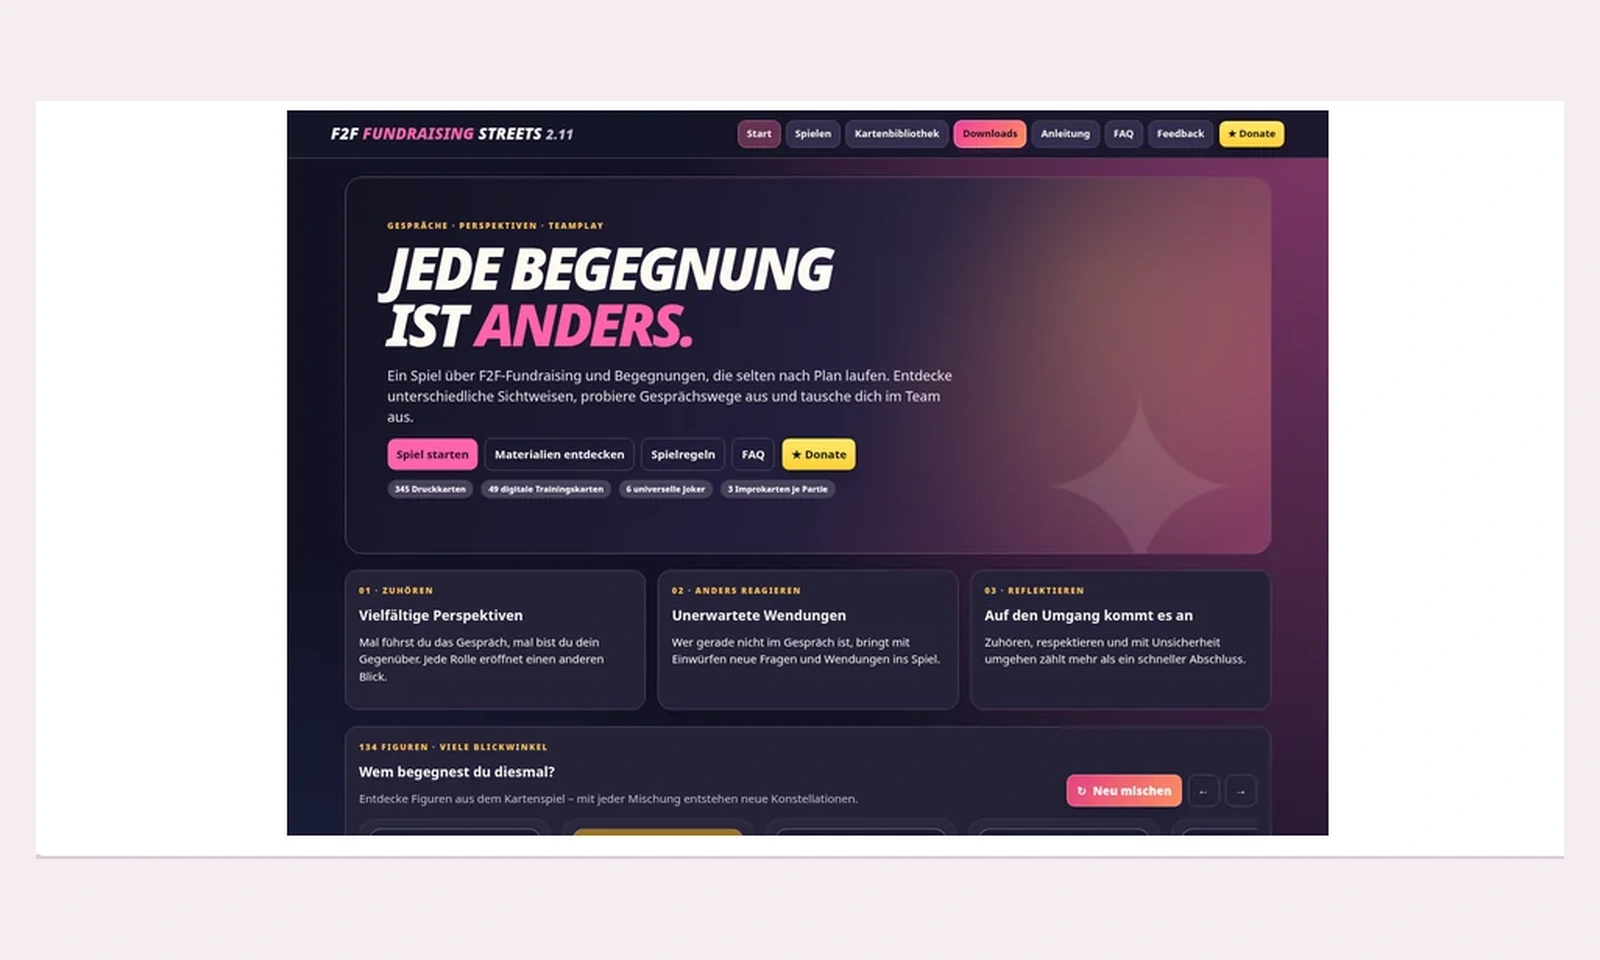 F2F FUNDRAISING STREETS 2.11
Start
Spielen
Kartenbibliothek
Downloads
Anleitung
FAQ
Feedback
★ Donate
GESPRÄCHE · PERSPEKTIVEN · TEAMPLAY
JEDE BEGEGNUNG
IST ANDERS.
Ein Spiel über F2F-Fundraising und Begegnungen, die selten nach Plan laufen. Entdecke
unterschiedliche Sichtweisen, probiere Gesprächswege aus und tausche dich im Team
aus.
Spiel starten
Materialien entdecken
Spielregeln
FAQ
★ Donate
345 Druckkarten
49 digitale Trainingskarten
6 universelle Joker
3 Improkarten je Partie
01 · ZUHÖREN
Vielfältige Perspektiven
Mal führst du das Gespräch, mal bist du dein
Gegenüber. Jede Rolle eröffnet einen anderen
Blick.
02 · ANDERS REAGIEREN
Unerwartete Wendungen
Wer gerade nicht im Gespräch ist, bringt mit
Einwürfen neue Fragen und Wendungen ins Spiel.
03 · REFLEKTIEREN
Auf den Umgang kommt es an
Zuhören, respektieren und mit Unsicherheit
umgehen zählt mehr als ein schneller Abschluss.
134 FIGUREN · VIELE BLICKWINKEL
Wem begegnest du diesmal?
Entdecke Figuren aus dem Kartenspiel – mit jeder Mischung entstehen neue Konstellationen.
↻ Neu mischen
←
→